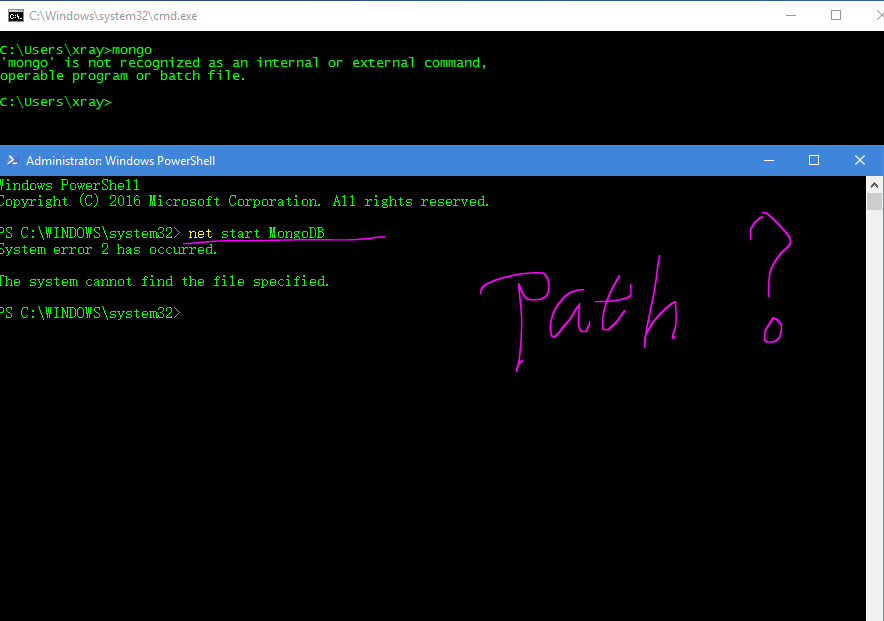 C:\Windows\system32\cmd.exe
C:\Users\xray>mongo
'mongo' is not recognized as an internal or external command,
operable program or batch file.
C:\Users\xray>
Administrator: Windows PowerShell
Windows PowerShell
Copyright (C) 2016 Microsoft Corporation. All rights reserved.
PS C:\WINDOWS\system32> net start MongoDB
System error 2 has occurred.
The system cannot find the file specified.
PS C:\WINDOWS\system32>
Path ?